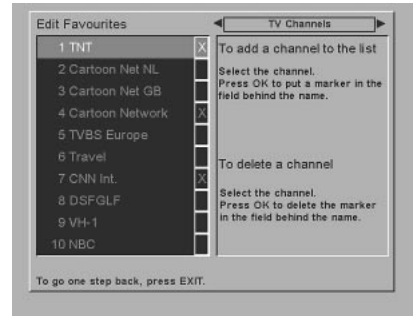 Edit Favourites
TV Channels
1 TNT X
2 Cartoon Net NL
3 Cartoon Net GB
4 Cartoon Network X
5 TVBS Europe
6 Travel
7 CNN Int. X
8 DSFGLF
9 VH-1
10 NBC
To add a channel to the list
Select the channel.
Press OK to put a marker in the
field behind the name.
To delete a channel
Select the channel.
Press OK to delete the marker
in the field behind the name.
To go one step back, press EXIT.